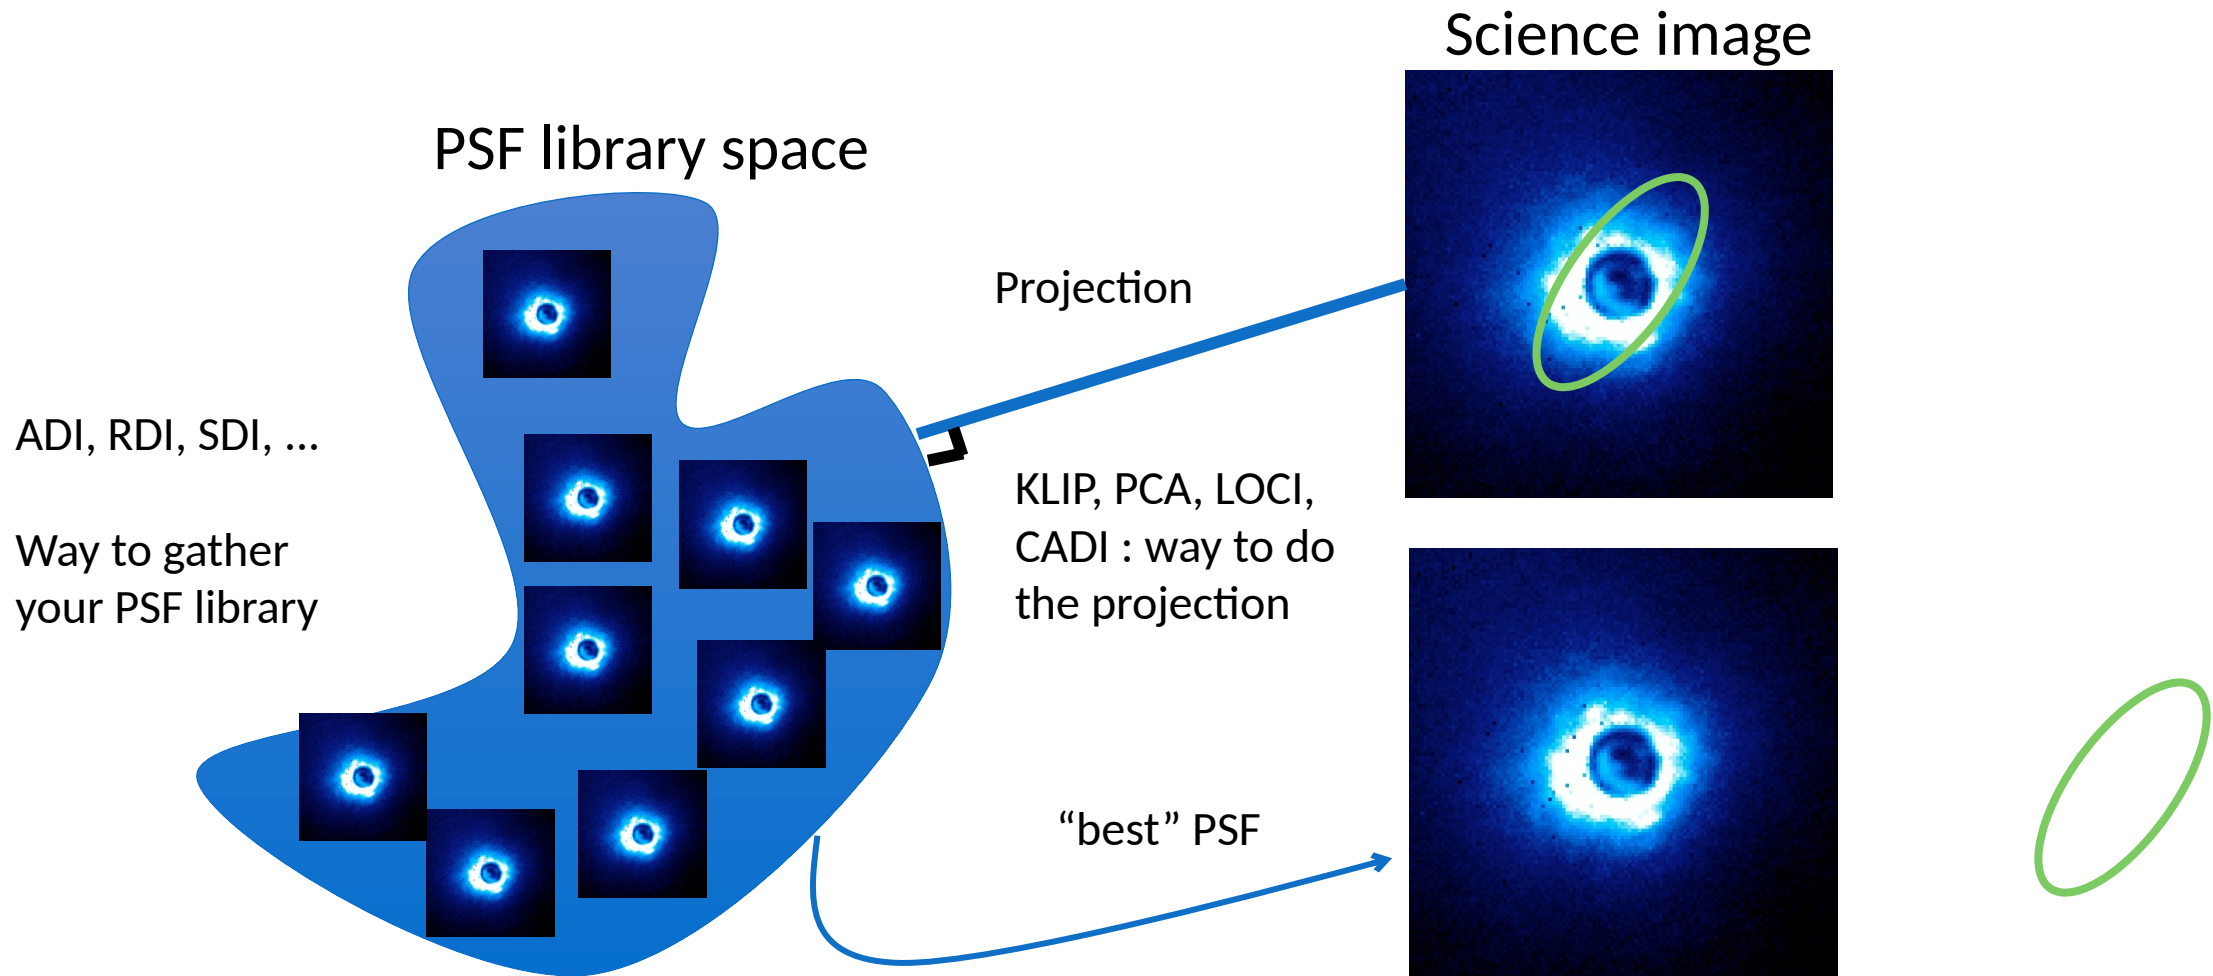 Science image
PSF library space
Projection
ADI, RDI, SDI, ...
Way to gather
your PSF library
KLIP, PCA, LOCI,
CADI : way to do
the projection
“best” PSF